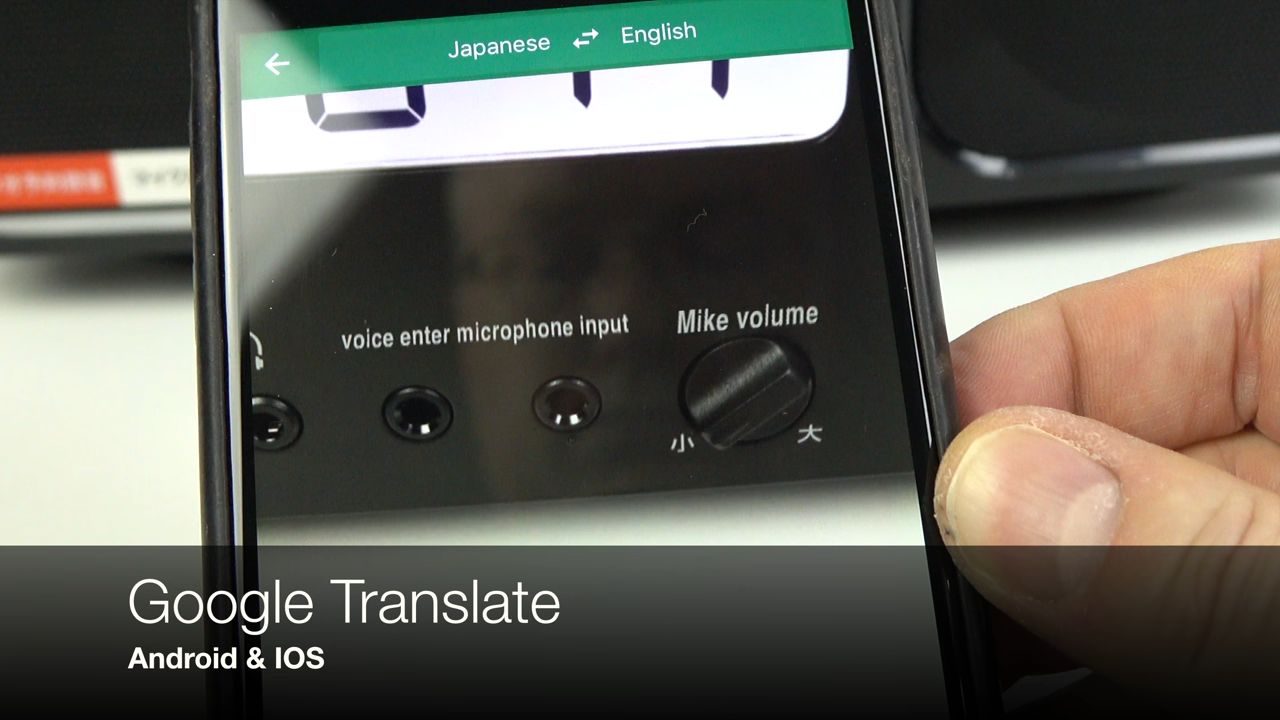 Japanese English
voice enter microphone input
Mike volume
小 大
Google Translate
Android & IOS